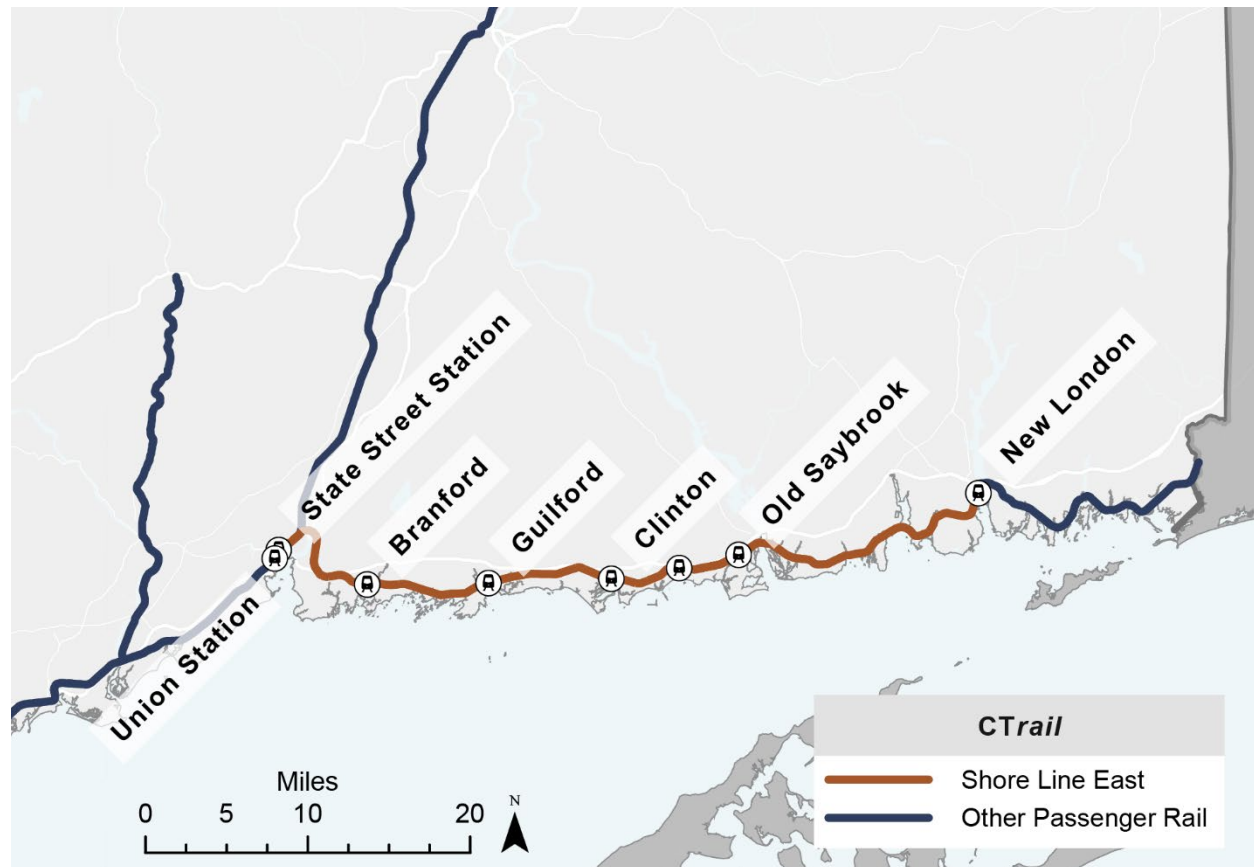 State Street Station
Branford
Guilford
Clinton
Old Saybrook
New London
Union Station
Miles
0 5 10 20
N
CTrail
Shore Line East
Other Passenger Rail